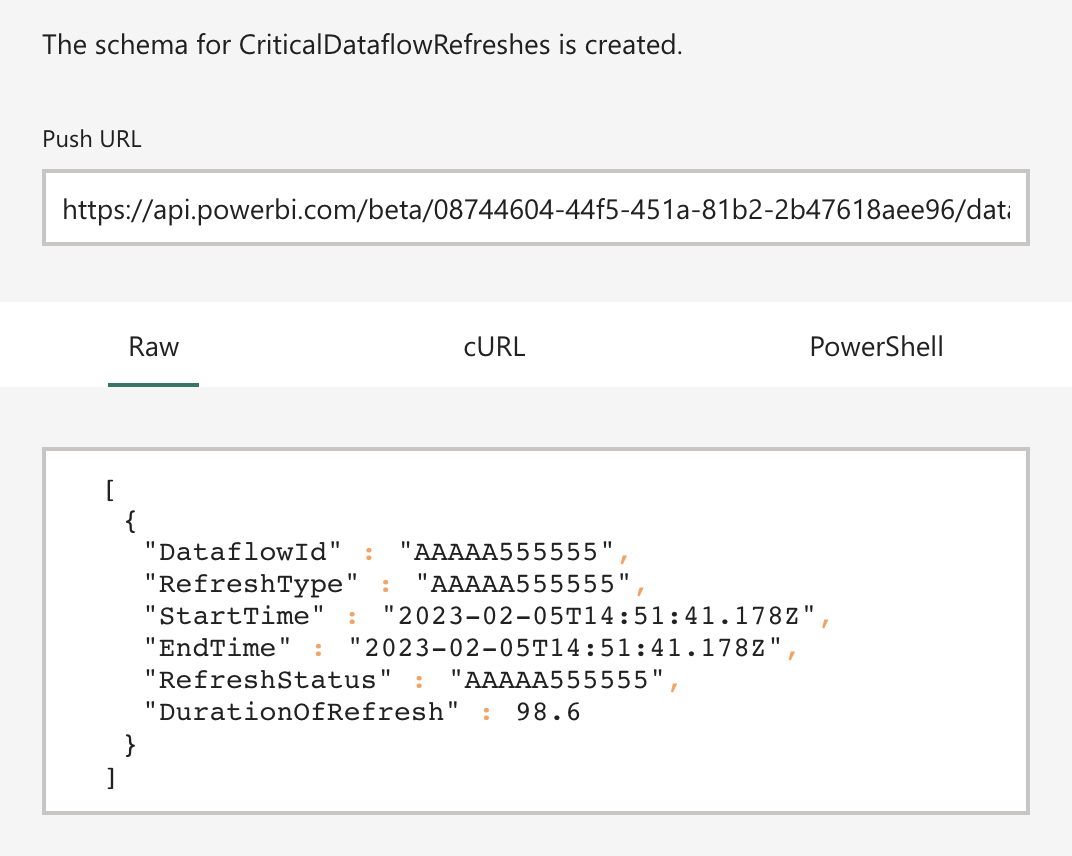 The schema for CriticalDataflowRefreshes is created.
Push URL
https://api.powerbi.com/beta/08744604-44f5-451a-81b2-2b47618aee96/data
Raw
cURL
PowerShell
[
{
"DataflowId" : "AAAAA555555",
"RefreshType" : "AAAAA555555",
"StartTime" : "2023-02-05T14:51:41.178Z",
"EndTime" : "2023-02-05T14:51:41.178Z",
"RefreshStatus" : "AAAAA555555",
"DurationOfRefresh" : 98.6
}
]